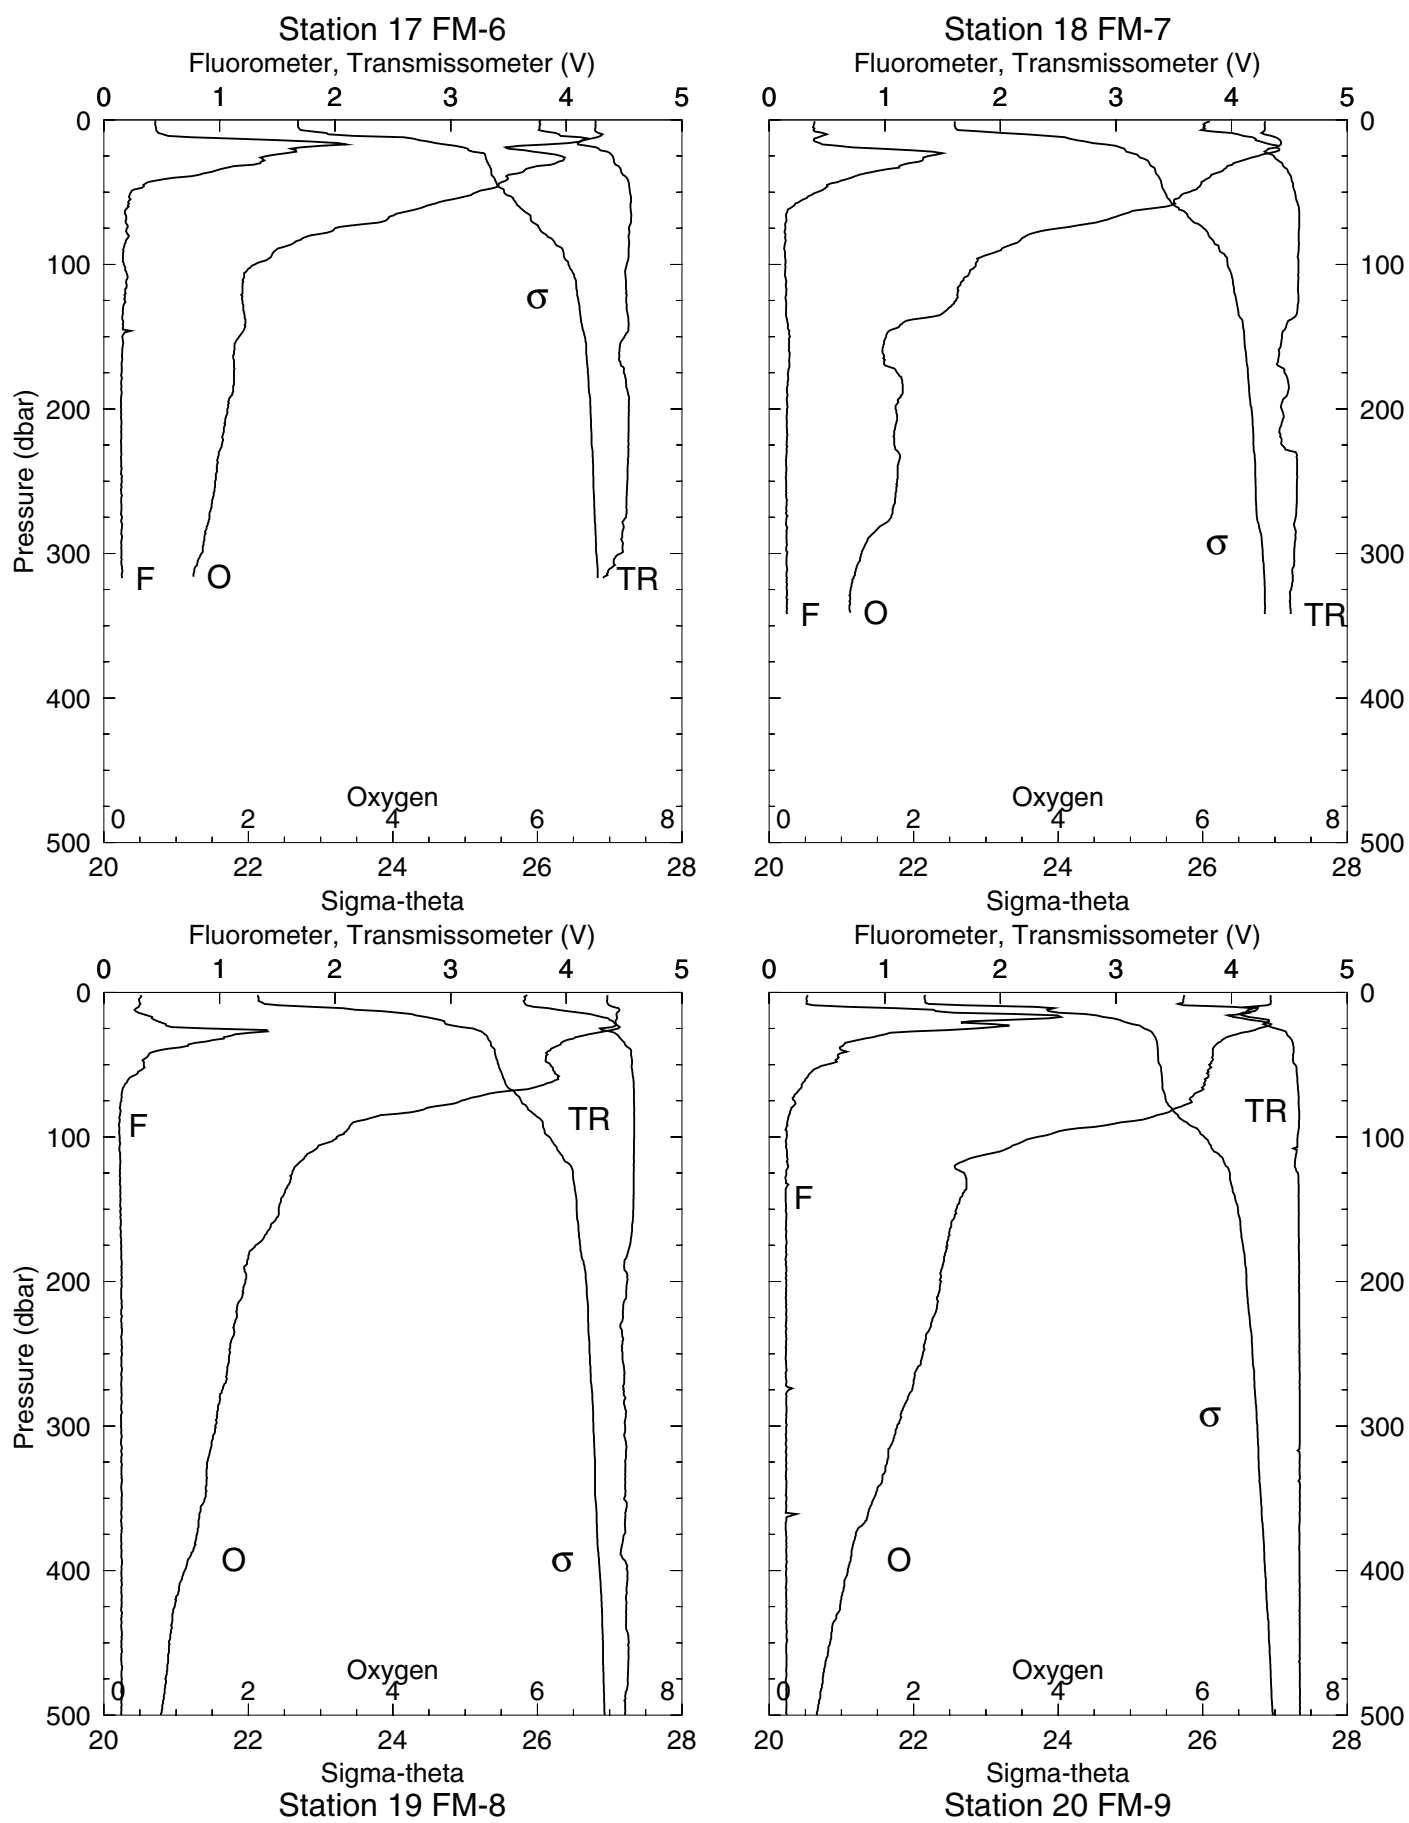 Station 17 FM-6 Station 18 FM-7
Fluorometer, Transmissometer (V) Fluorometer, Transmissometer (V)
0 1 2 3 4 5 0 1 2 3 4 5
0 0
100 100
σ
200 200
Pressure (dbar)
300 σ 300
F O TR
F O TR
400 400
Oxygen Oxygen
0 2 4 6 8 0 2 4 6 8
500 500
20 22 24 26 28 20 22 24 26 28
Sigma-theta Sigma-theta
Fluorometer, Transmissometer (V) Fluorometer, Transmissometer (V)
0 1 2 3 4 5 0 1 2 3 4 5
0 0
F TR TR
100 100
F
200 200
Pressure (dbar)
σ
300 300
O σ O
400 400
Oxygen Oxygen
0 2 4 6 8 0 2 4 6 8
500 500
20 22 24 26 28 20 22 24 26 28
Sigma-theta Sigma-theta
Station 19 FM-8 Station 20 FM-9